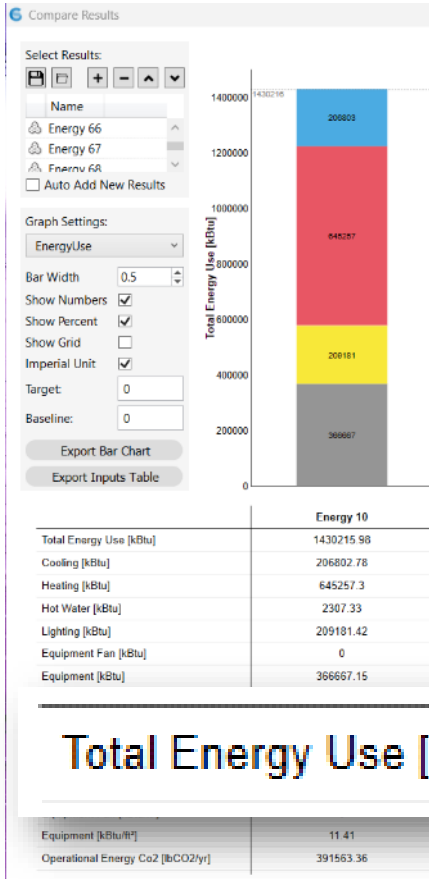 Compare Results
Select Results:
Name
Energy 66
Energy 67
Energy 68
Auto Add New Results
Graph Settings:
EnergyUse
Bar Width 0.5
Show Numbers
Show Percent
Show Grid
Imperial Unit
Target: 0
Baseline: 0
Export Bar Chart
Export Inputs Table
Total Energy Use [kBtu]
1400000
1200000
1000000
800000
600000
400000
200000
0
1430216
206803
645257
209181
366667
Energy 10
Total Energy Use [kBtu] 1430215.98
Cooling [kBtu] 206802.78
Heating [kBtu] 645257.3
Hot Water [kBtu] 2307.33
Lighting [kBtu] 209181.42
Equipment Fan [kBtu] 0
Equipment [kBtu] 366667.15
Total Energy Use [
Equipment [kBtu/ft²] 11.41
Operational Energy Co2 [lbCO2/yr] 391563.36